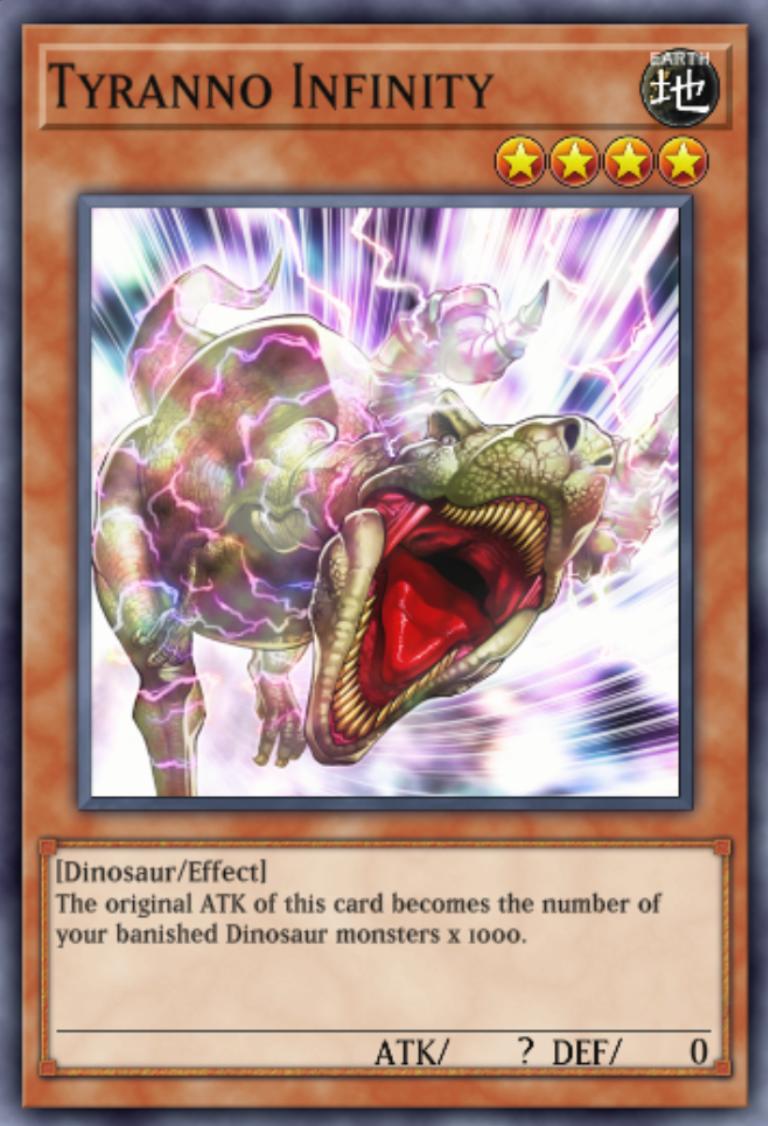 TYRANNO INFINITY
EARTH
地
[Dinosaur/Effect]
The original ATK of this card becomes the number of
your banished Dinosaur monsters x 1000.
ATK/ ? DEF/ 0